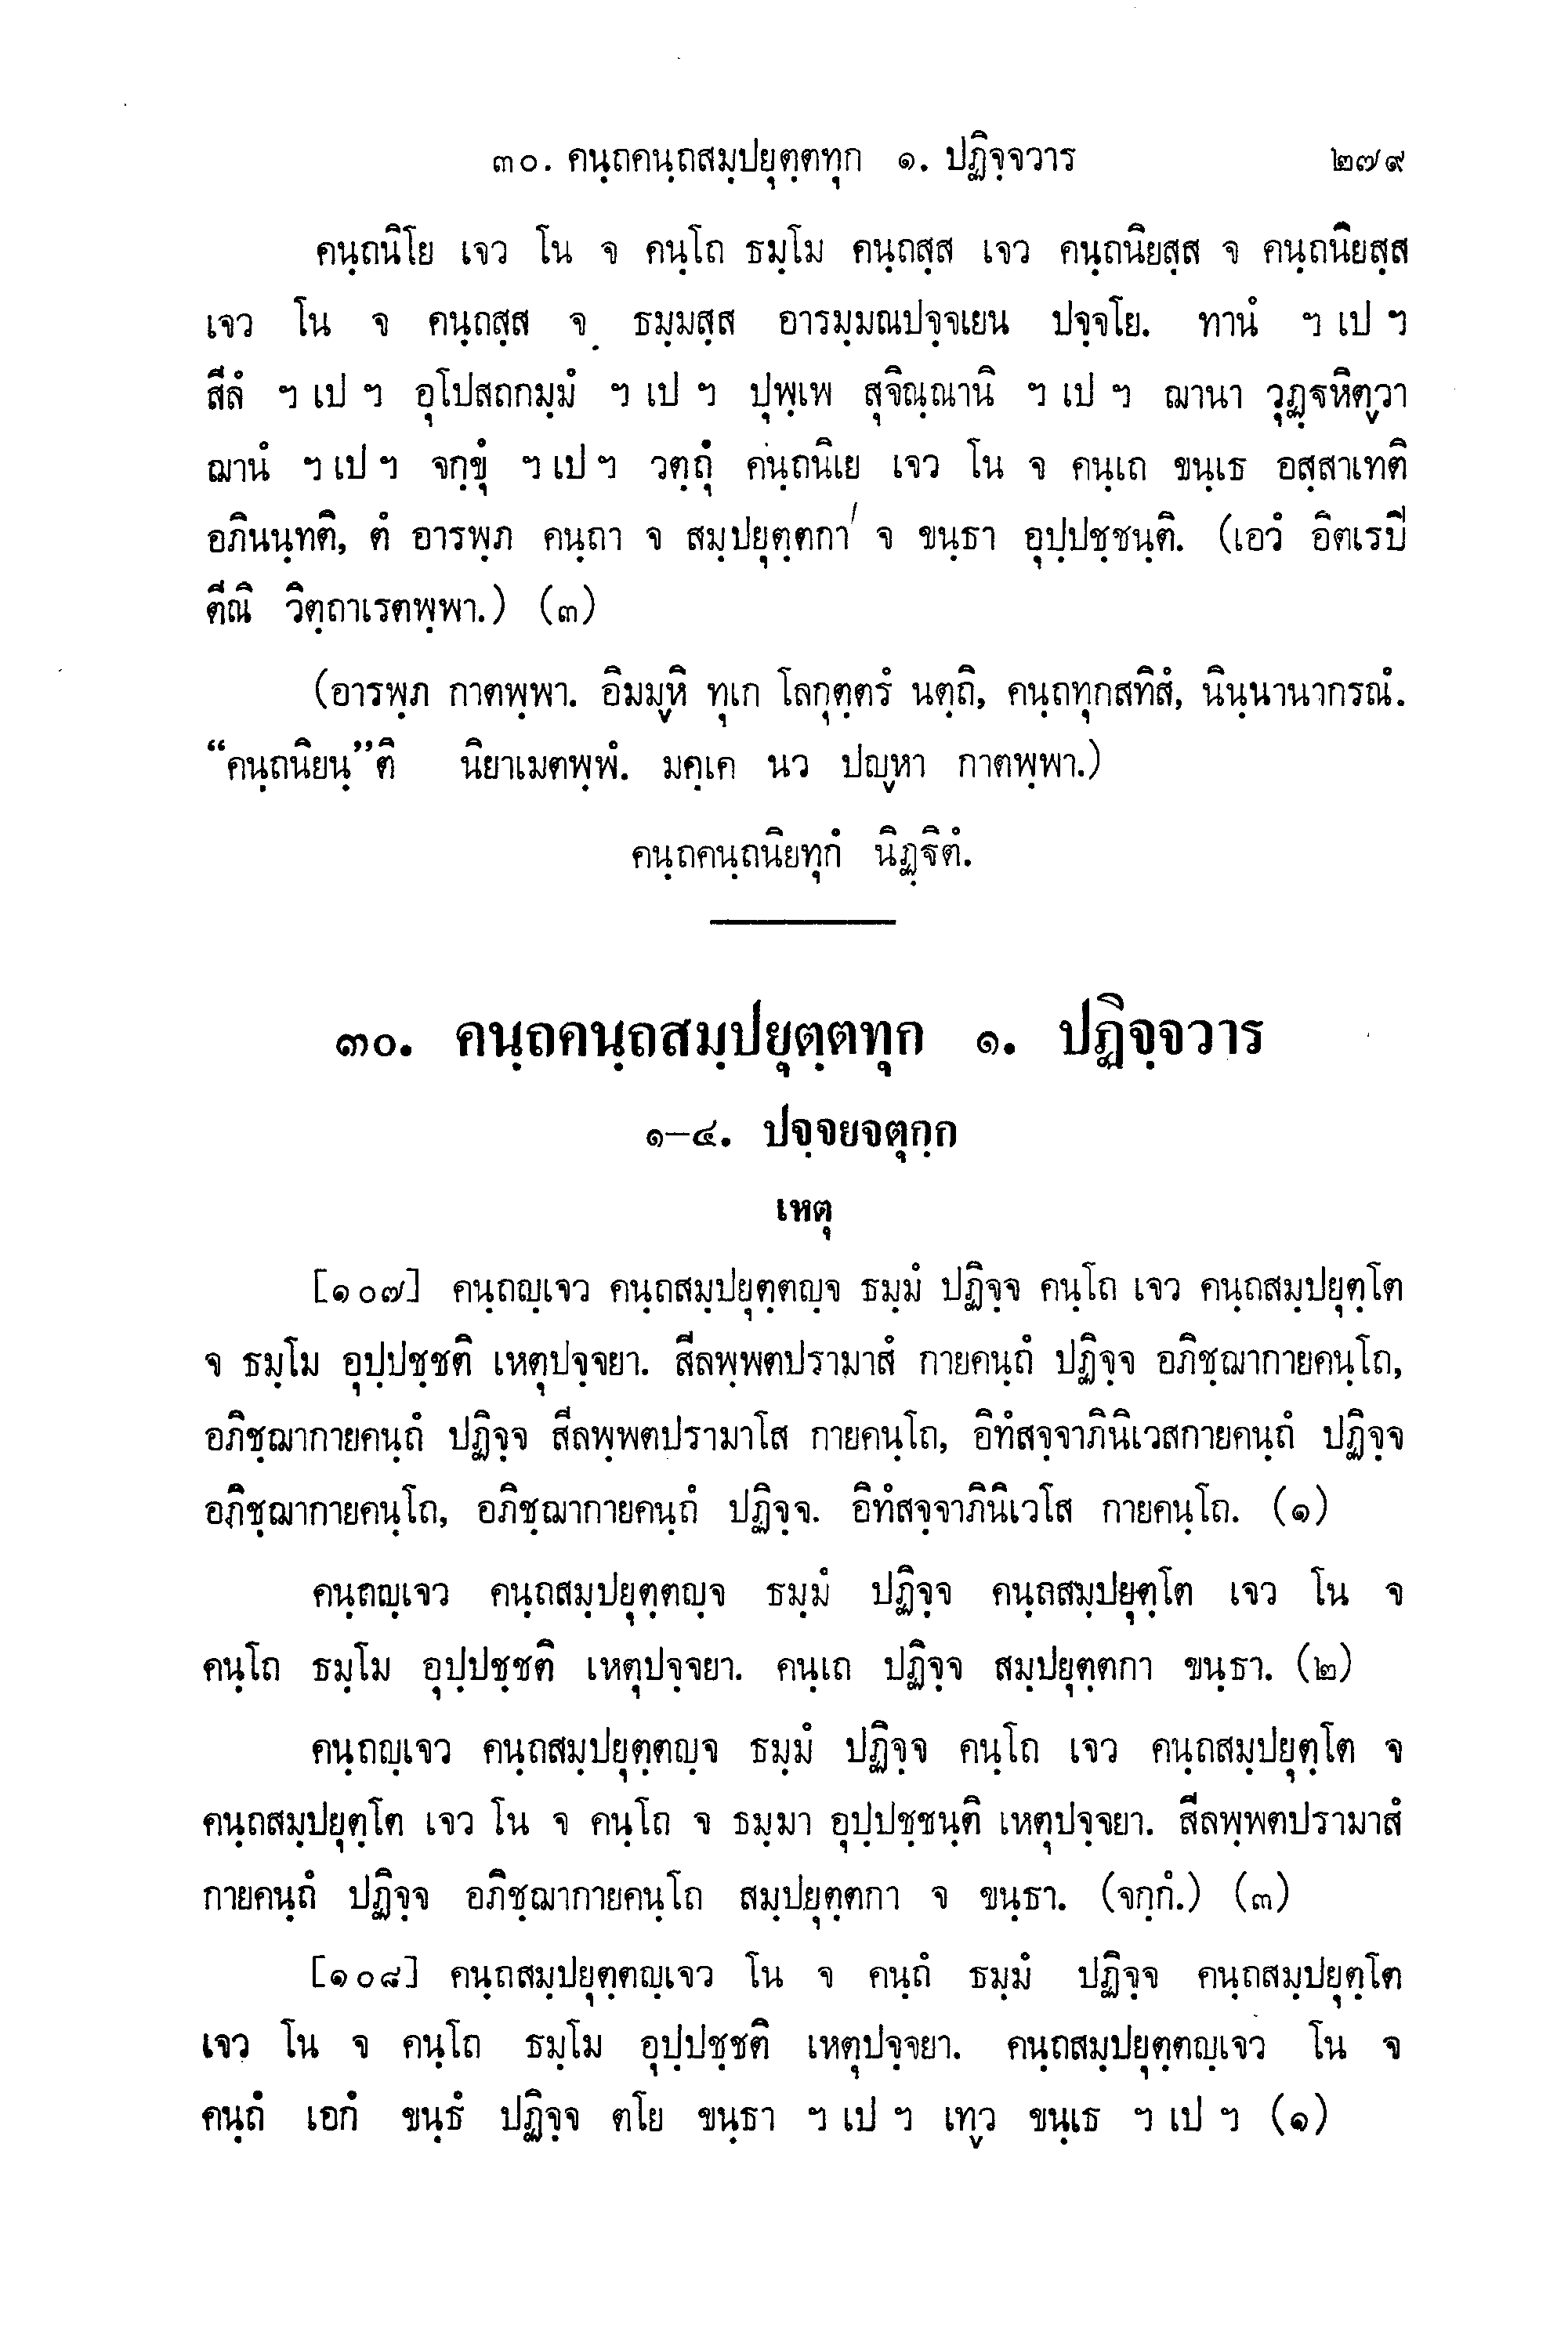 ๓๐. คนฺถคนฺถสมฺปยุตฺตทุก ๑. ปฏิจฺจวาร ๒๗๙
คนฺถนิโย เจว โน จ คนฺโถ ธมฺโม คนฺถสฺส เจว คนฺถนิยสฺส จ คนฺถนิยสฺส
เจว โน จ คนฺถสฺส จ ธมฺมสฺส อารมฺมณปจฺจเยน ปจฺจโย. ทานํ ฯ เป ฯ
สีลํ ฯ เป ฯ อุโปสถกมฺมํ ฯ เป ฯ ปุพฺเพ สุจิณฺณานิ ฯ เป ฯ ฌานา วุฏฺฐหิตฺวา
ฌานํ ฯ เป ฯ จกฺขุํ ฯ เป ฯ วตฺถุํ คนฺถนิเย เจว โน จ คนฺเถ ขนฺเธ อสฺสาเทติ
อภินนฺทติ, ตํ อารพฺภ คนฺถา จ สมฺปยุตฺตกา จ ขนฺธา อุปฺปชฺชนฺติ. (เอวํ อิตเรปิ
ตีณิ วิตฺถาเรตพฺพา.) (๓)
(อารพฺภ กาตพฺพา. อิมมฺหิ ทุเก โลกุตฺตรํ นตฺถิ, คนฺถทุกสทิสํ, นินฺนานากรณํ.
“คนฺถนิยนฺ”ติ นิยาเมตพฺพํ. มคฺเค นว ปญฺหา กาตพฺพา.)
คนฺถคนฺถนิยทุกํ นิฏฺฐิตํ.
๓๐. คนฺถคนฺถสมฺปยุตฺตทุก ๑. ปฏิจฺจวาร
๑–๔. ปจฺจยจตุกฺก
เหตุ
[๑๐๗] คนฺถญฺเจว คนฺถสมฺปยุตฺตญฺจ ธมฺมํ ปฏิจฺจ คนฺโถ เจว คนฺถสมฺปยุตฺโต
จ ธมฺโม อุปฺปชฺชติ เหตุปจฺจยา. สีลพฺพตปรามาสํ กายคนฺถํ ปฏิจฺจ อภิชฺฌากายคนฺโถ,
อภิชฺฌากายคนฺถํ ปฏิจฺจ สีลพฺพตปรามาโส กายคนฺโถ, อิทํสจฺจาภินิเวสกายคนฺถํ ปฏิจฺจ
อภิชฺฌากายคนฺโถ, อภิชฺฌากายคนฺถํ ปฏิจฺจ. อิทํสจฺจาภินิเวโส กายคนฺโถ. (๑)
คนฺถญฺเจว คนฺถสมฺปยุตฺตญฺจ ธมฺมํ ปฏิจฺจ คนฺถสมฺปยุตฺโต เจว โน จ
คนฺโถ ธมฺโม อุปฺปชฺชติ เหตุปจฺจยา. คนฺเถ ปฏิจฺจ สมฺปยุตฺตกา ขนฺธา. (๒)
คนฺถญฺเจว คนฺถสมฺปยุตฺตญฺจ ธมฺมํ ปฏิจฺจ คนฺโถ เจว คนฺถสมฺปยุตฺโต จ
คนฺถสมฺปยุตฺโต เจว โน จ คนฺโถ จ ธมฺมา อุปฺปชฺชนฺติ เหตุปจฺจยา. สีลพฺพตปรามาสํ
กายคนฺถํ ปฏิจฺจ อภิชฺฌากายคนฺโถ สมฺปยุตฺตกา จ ขนฺธา. (จกฺกํ.) (๓)
[๑๐๘] คนฺถสมฺปยุตฺตญฺเจว โน จ คนฺถํ ธมฺมํ ปฏิจฺจ คนฺถสมฺปยุตฺโต
เจว โน จ คนฺโถ ธมฺโม อุปฺปชฺชติ เหตุปจฺจยา. คนฺถสมฺปยุตฺตญฺเจว โน จ
คนฺถํ เอกํ ขนฺธํ ปฏิจฺจ ตโย ขนฺธา ฯ เป ฯ เทฺว ขนฺเธ ฯ เป ฯ (๑)